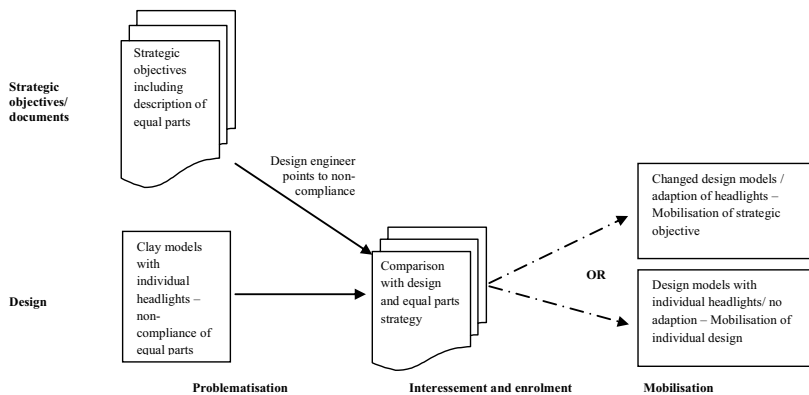 Strategic
objectives/
documents
Strategic
objectives
including
description of
equal parts
Design engineer
points to non-
compliance
Changed design models /
adaption of headlights –
Mobilisation of strategic
objective
Design
Clay models
with
individual
headlights –
non-
compliance of
equal parts
Comparison
with design
and equal parts
strategy
OR
Design models with
individual headlights/ no
adaption – Mobilisation of
individual design
Problematisation
Interessement and enrolment
Mobilisation